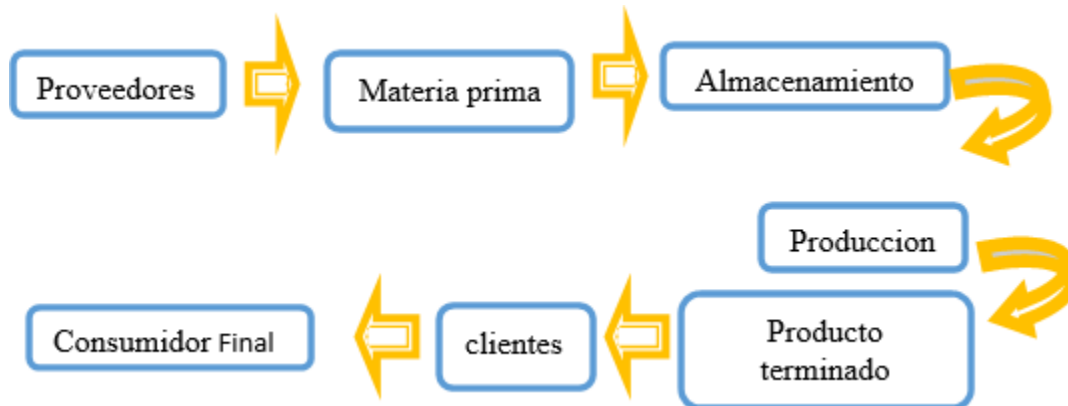 Proveedores
Materia prima
Almacenamiento
Produccion
Producto
terminado
clientes
Consumidor Final